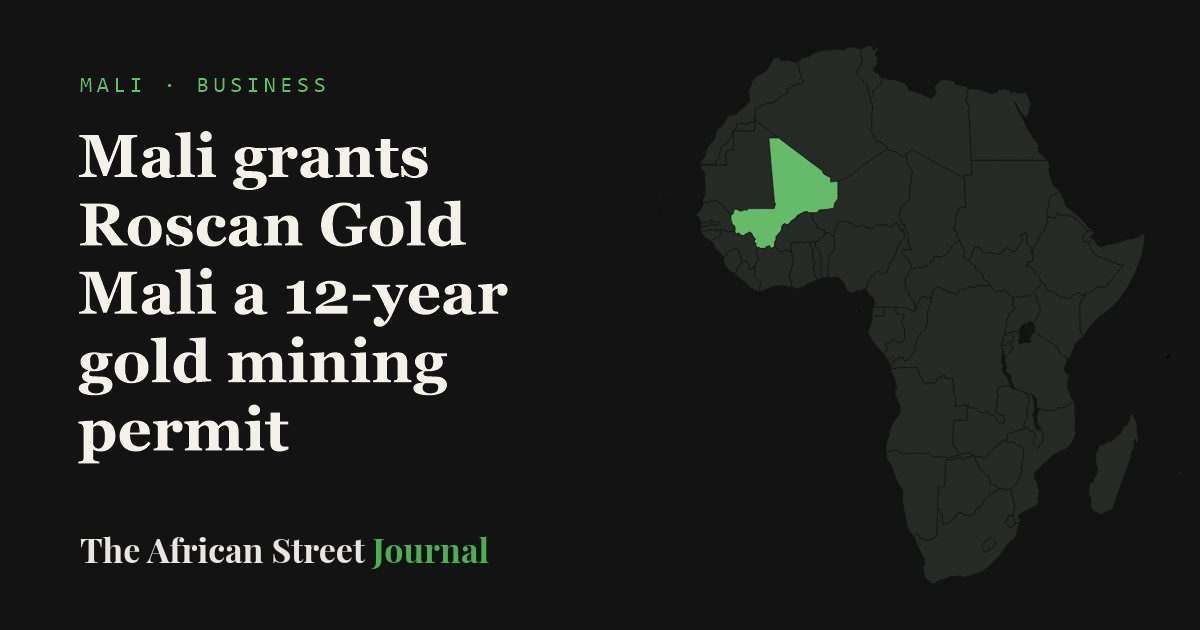 MALI · BUSINESS
Mali grants
Roscan Gold
Mali a 12-year
gold mining
permit
The African Street Journal